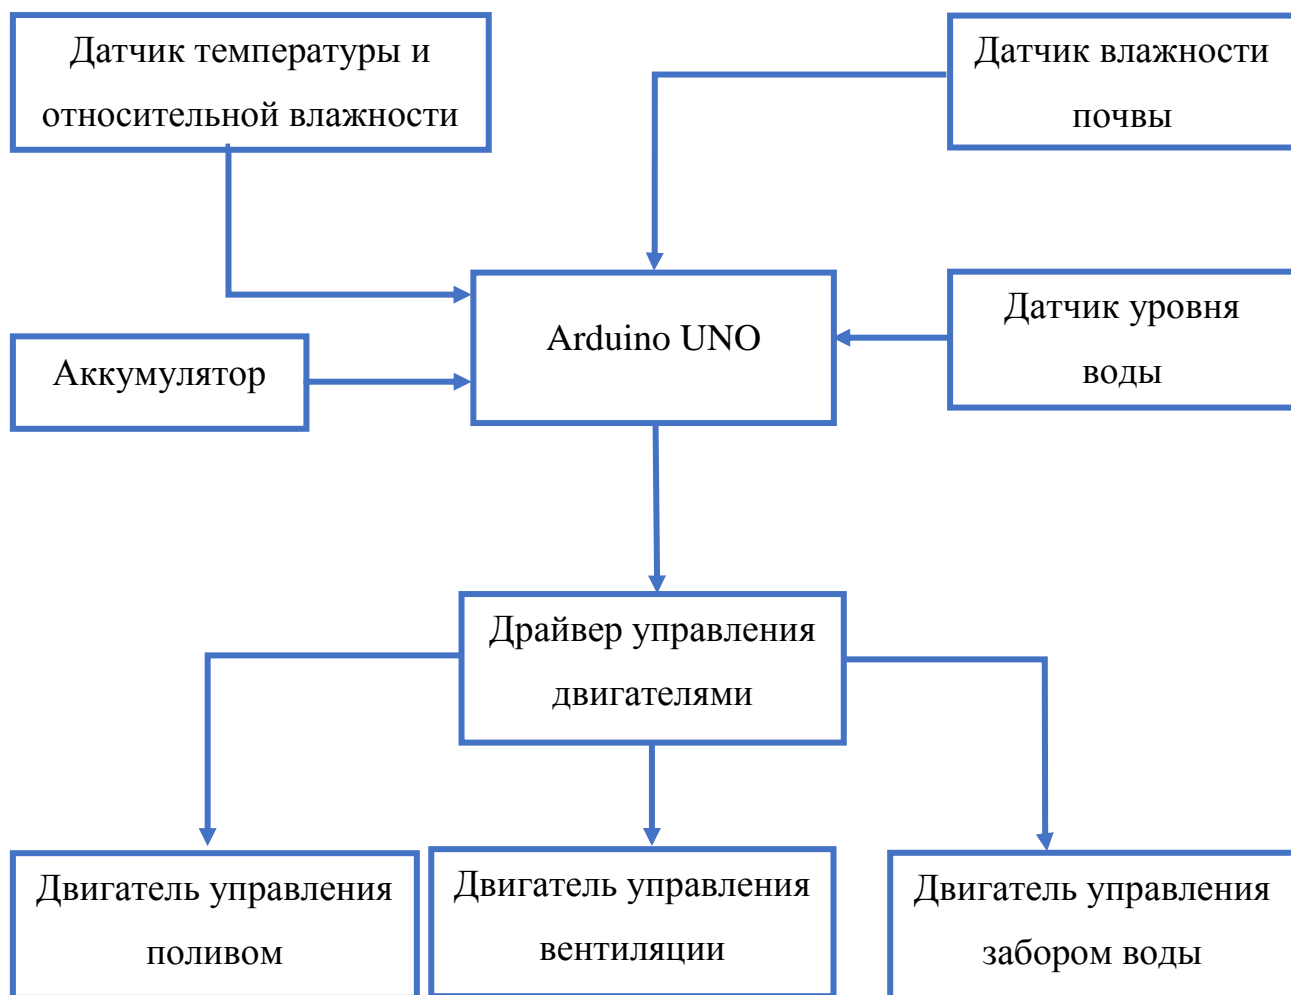 Датчик температуры и
относительной влажности
Датчик влажности
почвы
Arduino UNO
Датчик уровня
воды
Аккумулятор
Драйвер управления
двигателями
Двигатель управления
поливом
Двигатель управления
вентиляции
Двигатель управления
забором воды